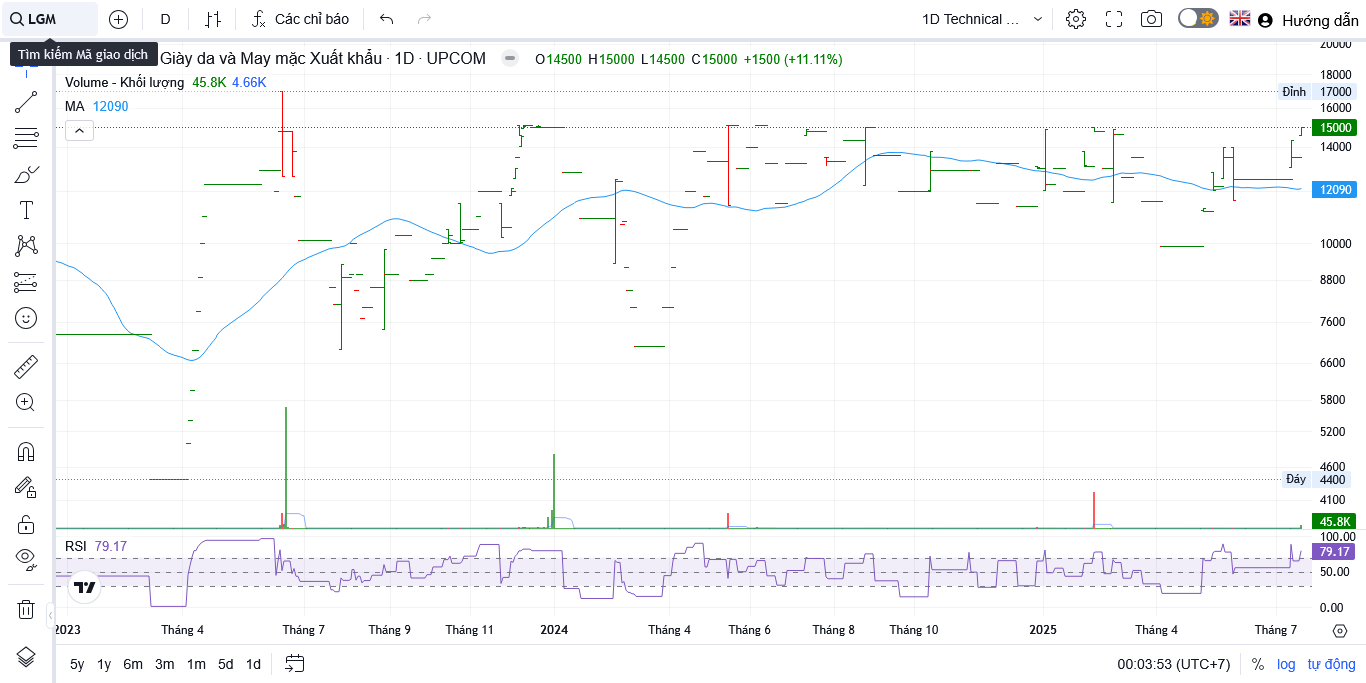 LGM
D
Các chỉ báo
1D Technical ...
Hướng dẫn
Tìm kiếm Mã giao dịch
Giày da và May mặc Xuất khẩu · 1D · UPCOM
O14500 H15000 L14500 C15000 +1500 (+11.11%)
Volume - Khối lượng 45.8K 4.66K
MA 12090
20000
18000
Đỉnh 17000
16000
15000
14000
12090
10000
8800
7600
6600
5800
5200
4600
Đáy 4400
4100
45.8K
RSI 79.17
100.00
79.17
50.00
0.00
2023 Tháng 4 Tháng 7 Tháng 9 Tháng 11 2024 Tháng 4 Tháng 6 Tháng 8 Tháng 10 2025 Tháng 4 Tháng 7
5y 1y 6m 3m 1m 5d 1d
00:03:53 (UTC+7) % log tự động